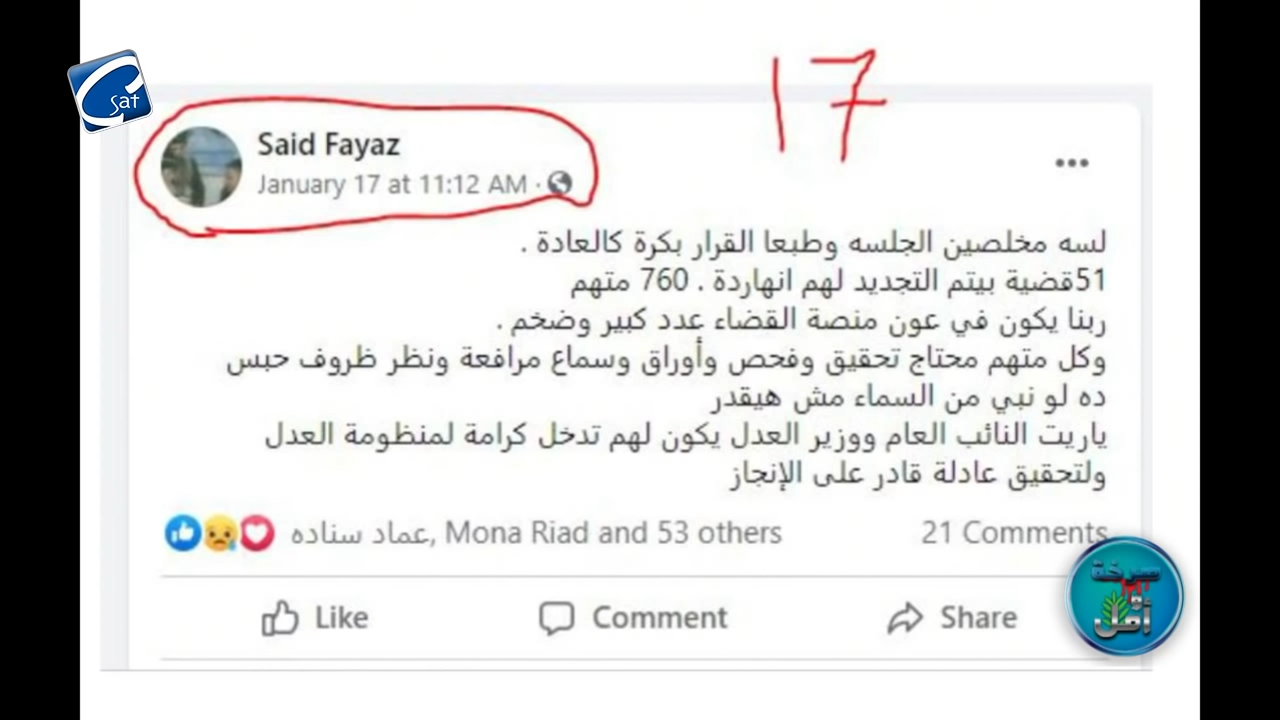 Sat
17
Said Fayaz
January 17 at 11:12 AM ·
لسه مخلصين الجلسه وطبعا القرار بكرة كالعادة .
51قضية بيتم التجديد لهم انهاردة . 760 متهم
ربنا يكون في عون منصة القضاء عدد كبير وضخم .
وكل متهم محتاج تحقيق وفحص وأوراق وسماع مرافعة ونظر ظروف حبس
ده لو نبي من السماء مش هيقدر
ياريت النائب العام ووزير العدل يكون لهم تدخل كرامة لمنظومة العدل
ولتحقيق عادلة قادر على الإنجاز
عماد سناده, Mona Riad and 53 others
21 Comments
Like
Comment
Share
صرخة
و
أمل